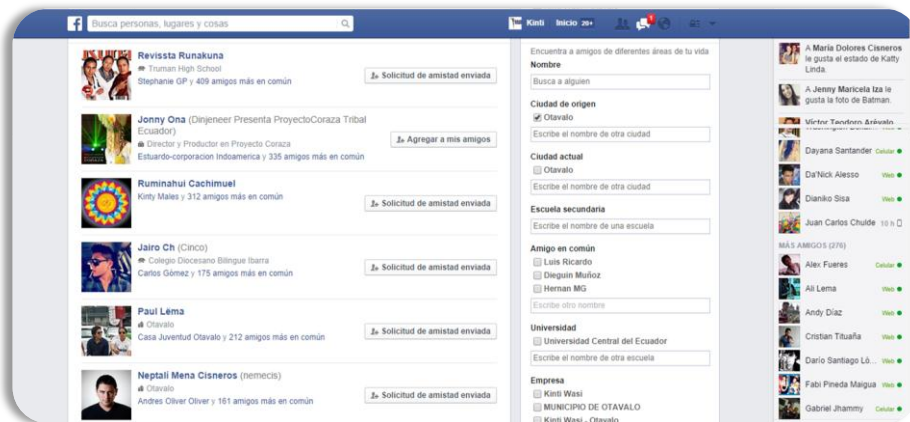 Busca personas, lugares y cosas
Kinti Inicio 20+
Revissta Runakuna
Truman High School
Stephanie GP y 409 amigos más en común
Solicitud de amistad enviada
Jonny Ona (Dinjeneer Presenta ProyectoCoraza Tribal
Ecuador)
Director y Productor en Proyecto Coraza
Estuardo-corporacion Indoamerica y 335 amigos más en común
Agregar a mis amigos
Ruminahui Cachimuel
Kinty Males y 312 amigos más en común
Solicitud de amistad enviada
Jairo Ch (Cinco)
Colegio Diocesano Bilingue Ibarra
Carlos Gómez y 175 amigos más en común
Solicitud de amistad enviada
Paul Lëma
Otavalo
Casa Juventud Otavalo y 212 amigos más en común
Solicitud de amistad enviada
Neptalí Mena Cisneros (nemecis)
Otavalo
Andres Oliver Oliver y 161 amigos más en común
Solicitud de amistad enviada
Encuentra a amigos de diferentes áreas de tu vida
Nombre
Busca a alguien
Ciudad de origen
Otavalo
Escribe el nombre de otra ciudad
Ciudad actual
Otavalo
Escribe el nombre de otra ciudad
Escuela secundaria
Escribe el nombre de una escuela
Amigo en común
Luis Ricardo
Dieguin Muñoz
Hernan MG
Escribe otro nombre
Universidad
Universidad Central del Ecuador
Escribe el nombre de otra escuela
Empresa
Kinti Wasi
MUNICIPIO DE OTAVALO
Kinti Wasi - Otavalo
A María Dolores Cisneros
le gusta el estado de Katty
Linda.
A Jenny Maricela Iza le
gusta la foto de Batman.
Víctor Teodoro Arévalo
Dayana Santander Celular
Da'Nick Alesso Web
Dianiko Sisa Web
Juan Carlos Chulde 10 h
MÁS AMIGOS (276)
Alex Fueres Celular
Ali Lema Web
Andy Díaz Web
Cristian Tituaña Web
Darío Santiago Ló... Web
Fabi Pineda Maigua Web
Gabriel Jhammy Celular